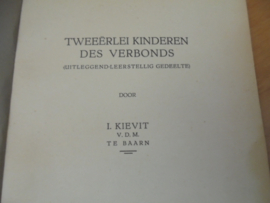 TWEEËRLEI KINDEREN
DES VERBONDS
(UITLEGGEND-LEERSTELLIG GEDEELTE)
DOOR
I. KIEVIT
V. D. M.
TE BAARN